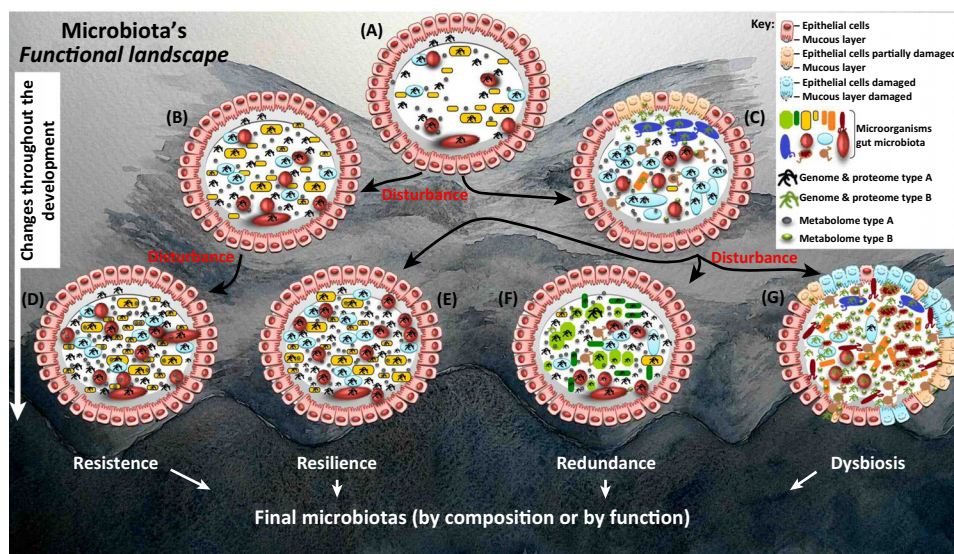 Microbiota's
Functional landscape
Changes throughout the
development
(A)
(B)
(C)
Disturbance
Disturbance
Disturbance
(D)
(E)
(F)
(G)
Key:
Epithelial cells
Mucous layer
Epithelial cells partially damaged
Mucous layer
Epithelial cells damaged
Mucous layer damaged
Microorganisms
gut microbiota
Genome & proteome type A
Genome & proteome type B
Metabolome type A
Metabolome type B
Resistence
Resilience
Redundance
Dysbiosis
Final microbiotas (by composition or by function)